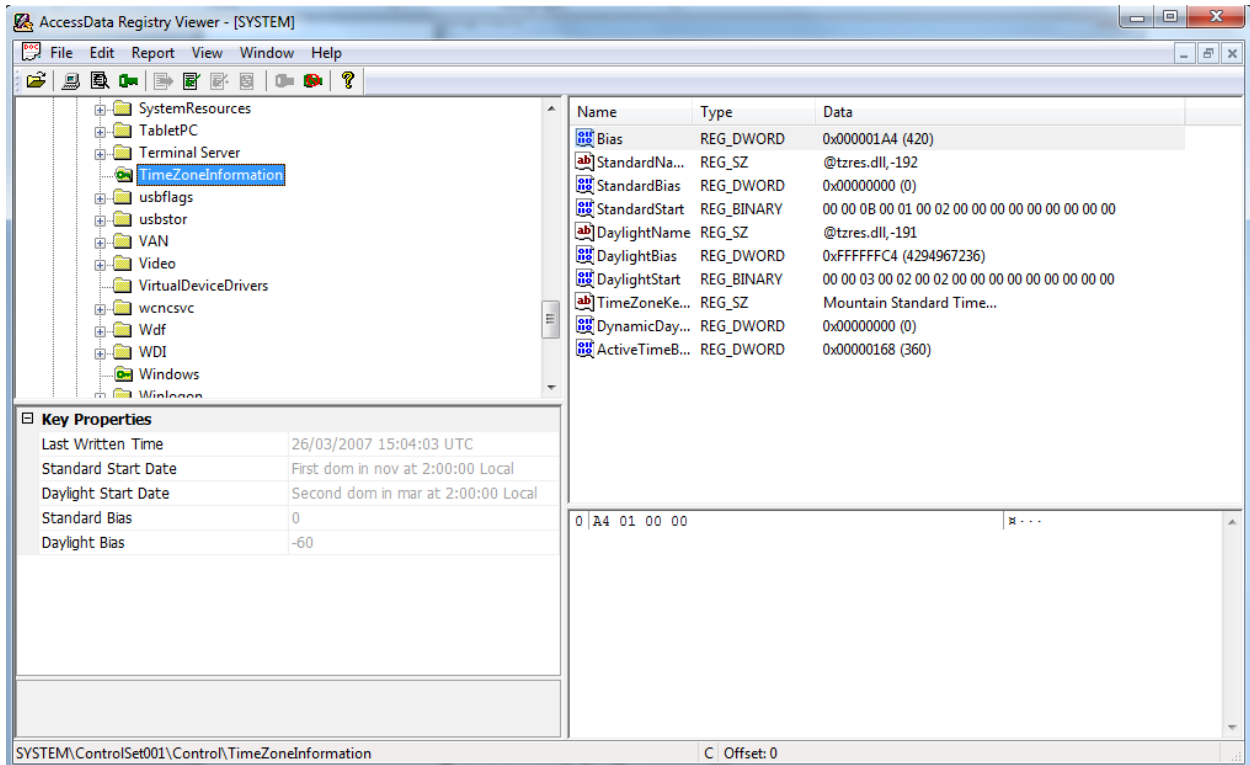 AccessData Registry Viewer - [SYSTEM]
File Edit Report View Window Help
SystemResources
TabletPC
Terminal Server
TimeZoneInformation
usbflags
usbstor
VAN
Video
VirtualDeviceDrivers
wcncsvc
Wdf
WDI
Windows
Winlogon
Name Type Data
Bias REG_DWORD 0x000001A4 (420)
StandardNa... REG_SZ @tzres.dll,-192
StandardBias REG_DWORD 0x00000000 (0)
StandardStart REG_BINARY 00 00 0B 00 01 00 02 00 00 00 00 00 00 00 00 00
DaylightName REG_SZ @tzres.dll,-191
DaylightBias REG_DWORD 0xFFFFFFC4 (4294967236)
DaylightStart REG_BINARY 00 00 03 00 02 00 02 00 00 00 00 00 00 00 00 00
TimeZoneKe... REG_SZ Mountain Standard Time...
DynamicDay... REG_DWORD 0x00000000 (0)
ActiveTimeB... REG_DWORD 0x00000168 (360)
Key Properties
Last Written Time 26/03/2007 15:04:03 UTC
Standard Start Date First dom in nov at 2:00:00 Local
Daylight Start Date Second dom in mar at 2:00:00 Local
Standard Bias 0
Daylight Bias -60
0 A4 01 00 00 ¤···
SYSTEM\ControlSet001\Control\TimeZoneInformation C Offset: 0